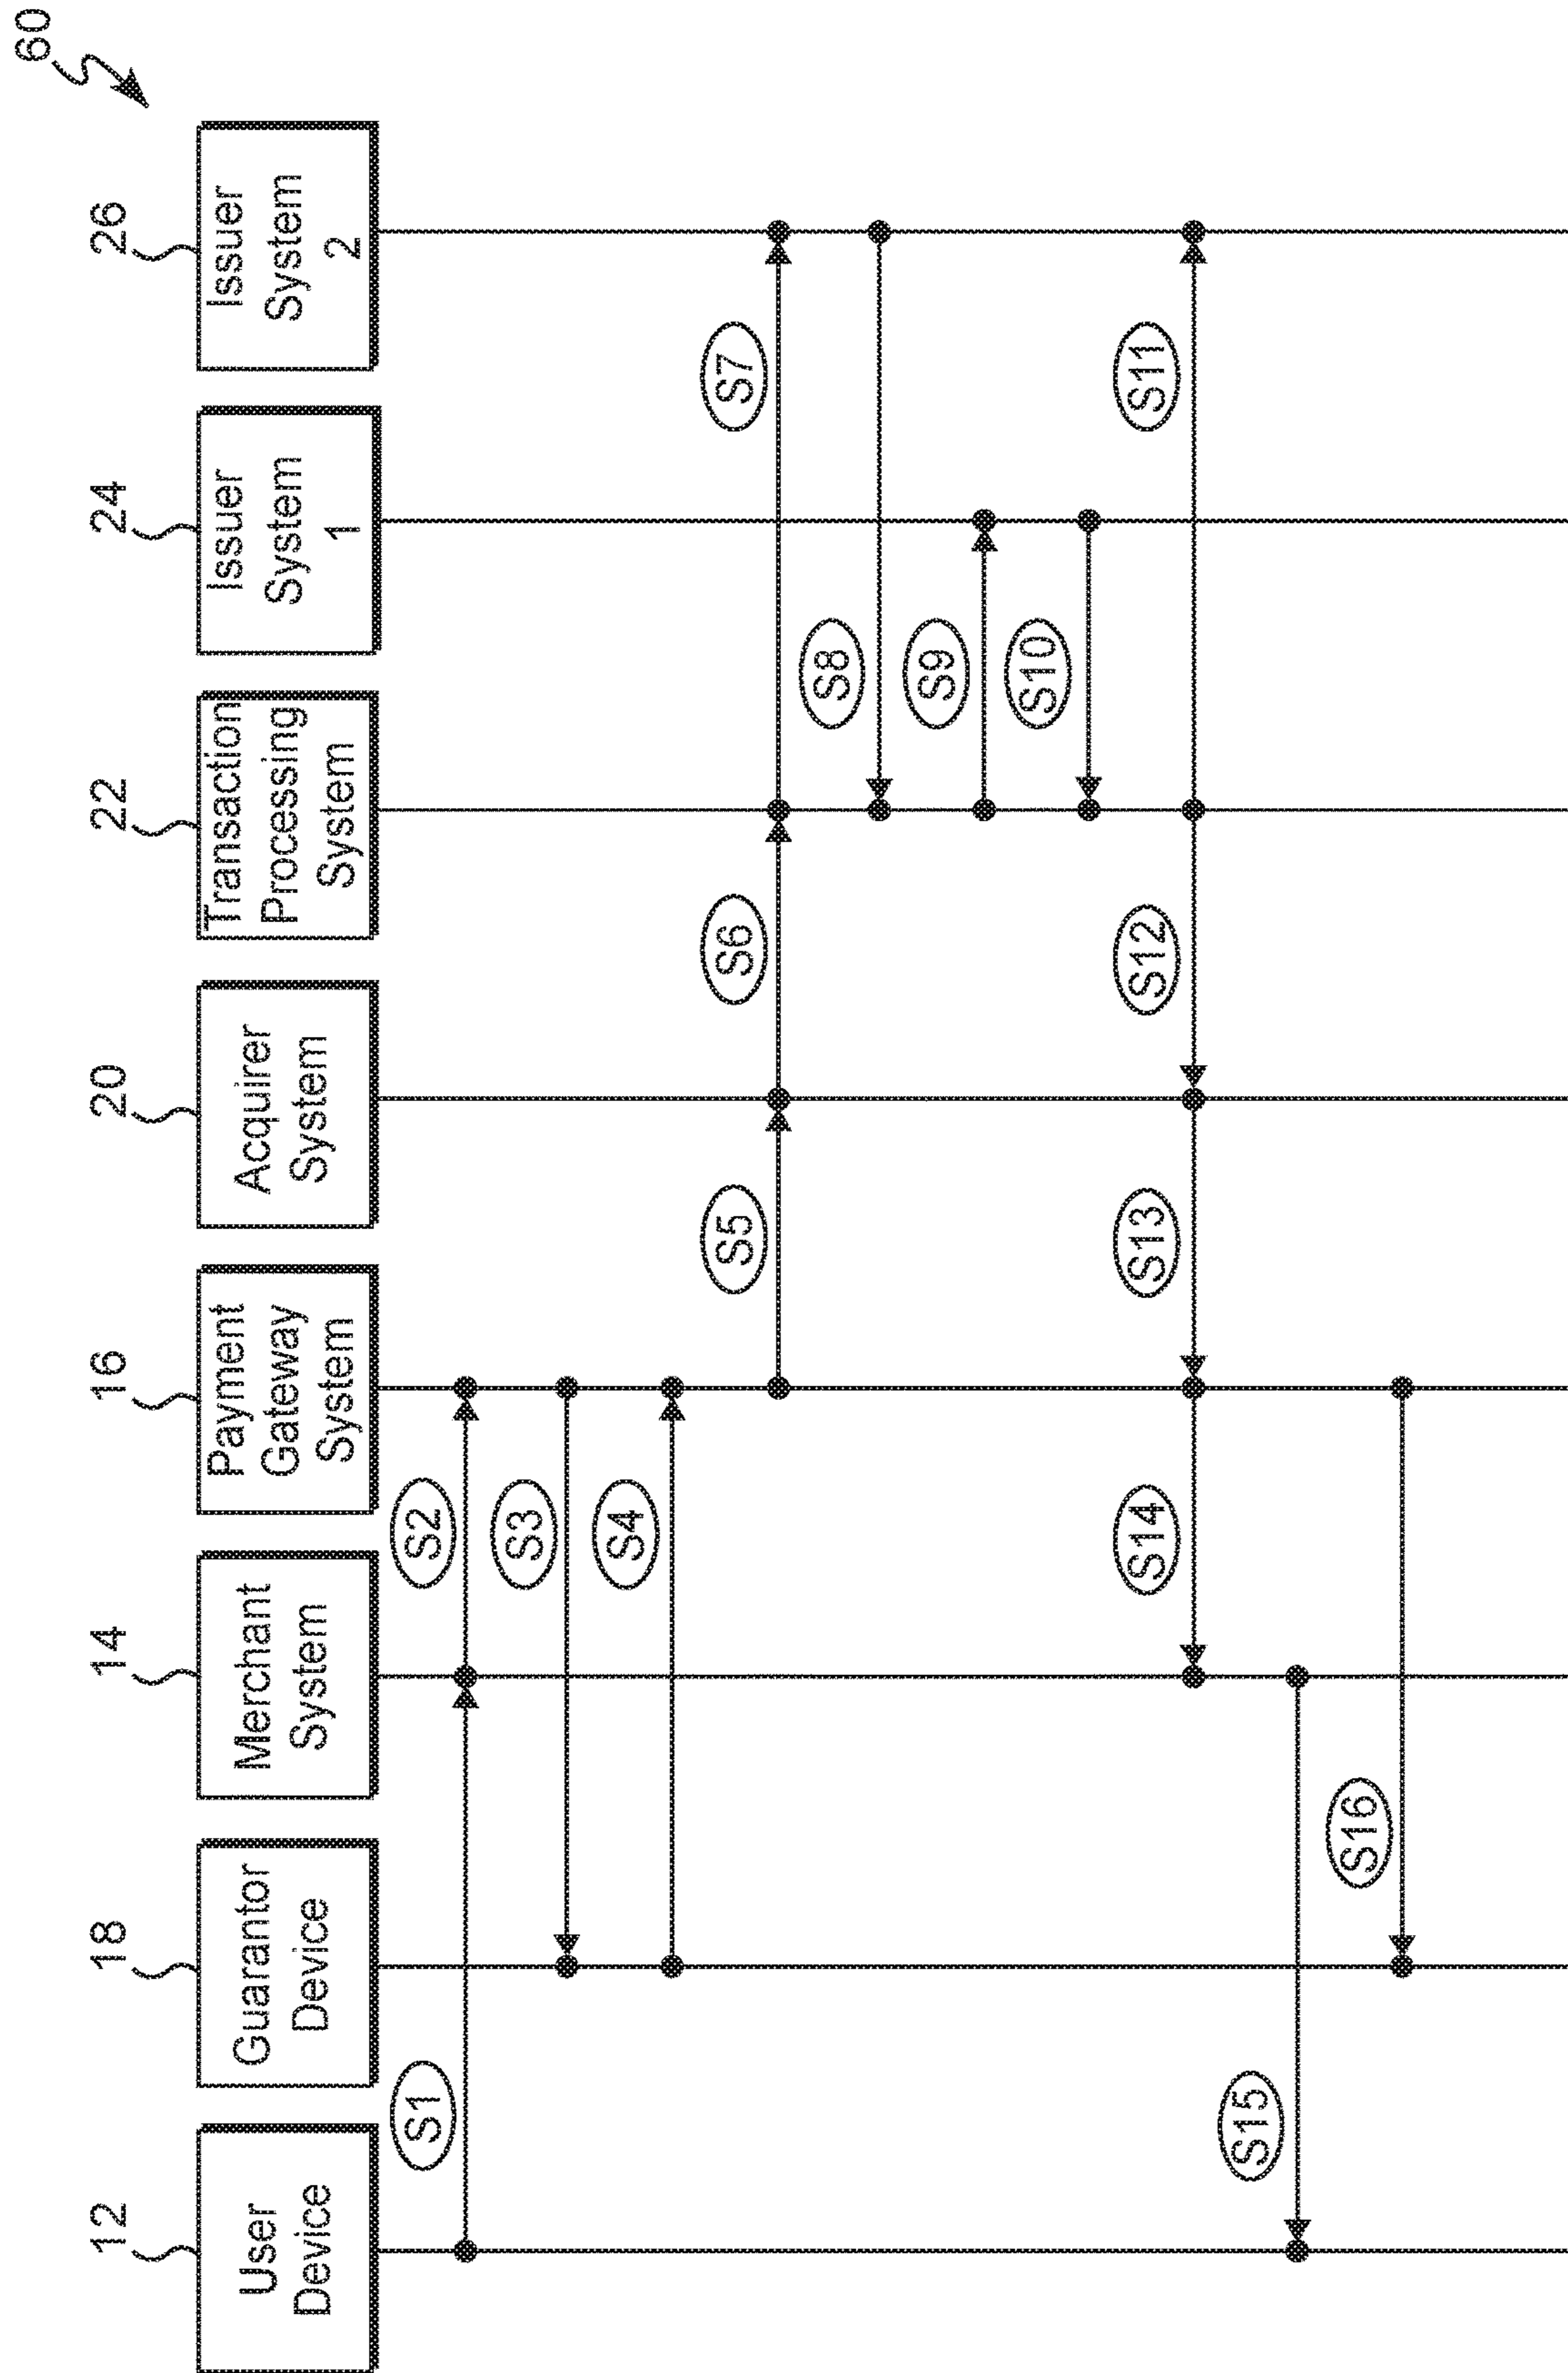 60
12
18
14
16
20
22
24
26
User
Device
Guarantor
Device
Merchant
System
Payment
Gateway
System
Acquirer
System
Transaction
Processing
System
Issuer
System
1
Issuer
System
2
S1
S2
S3
S4
S5
S6
S7
S8
S9
S10
S11
S12
S13
S14
S15
S16